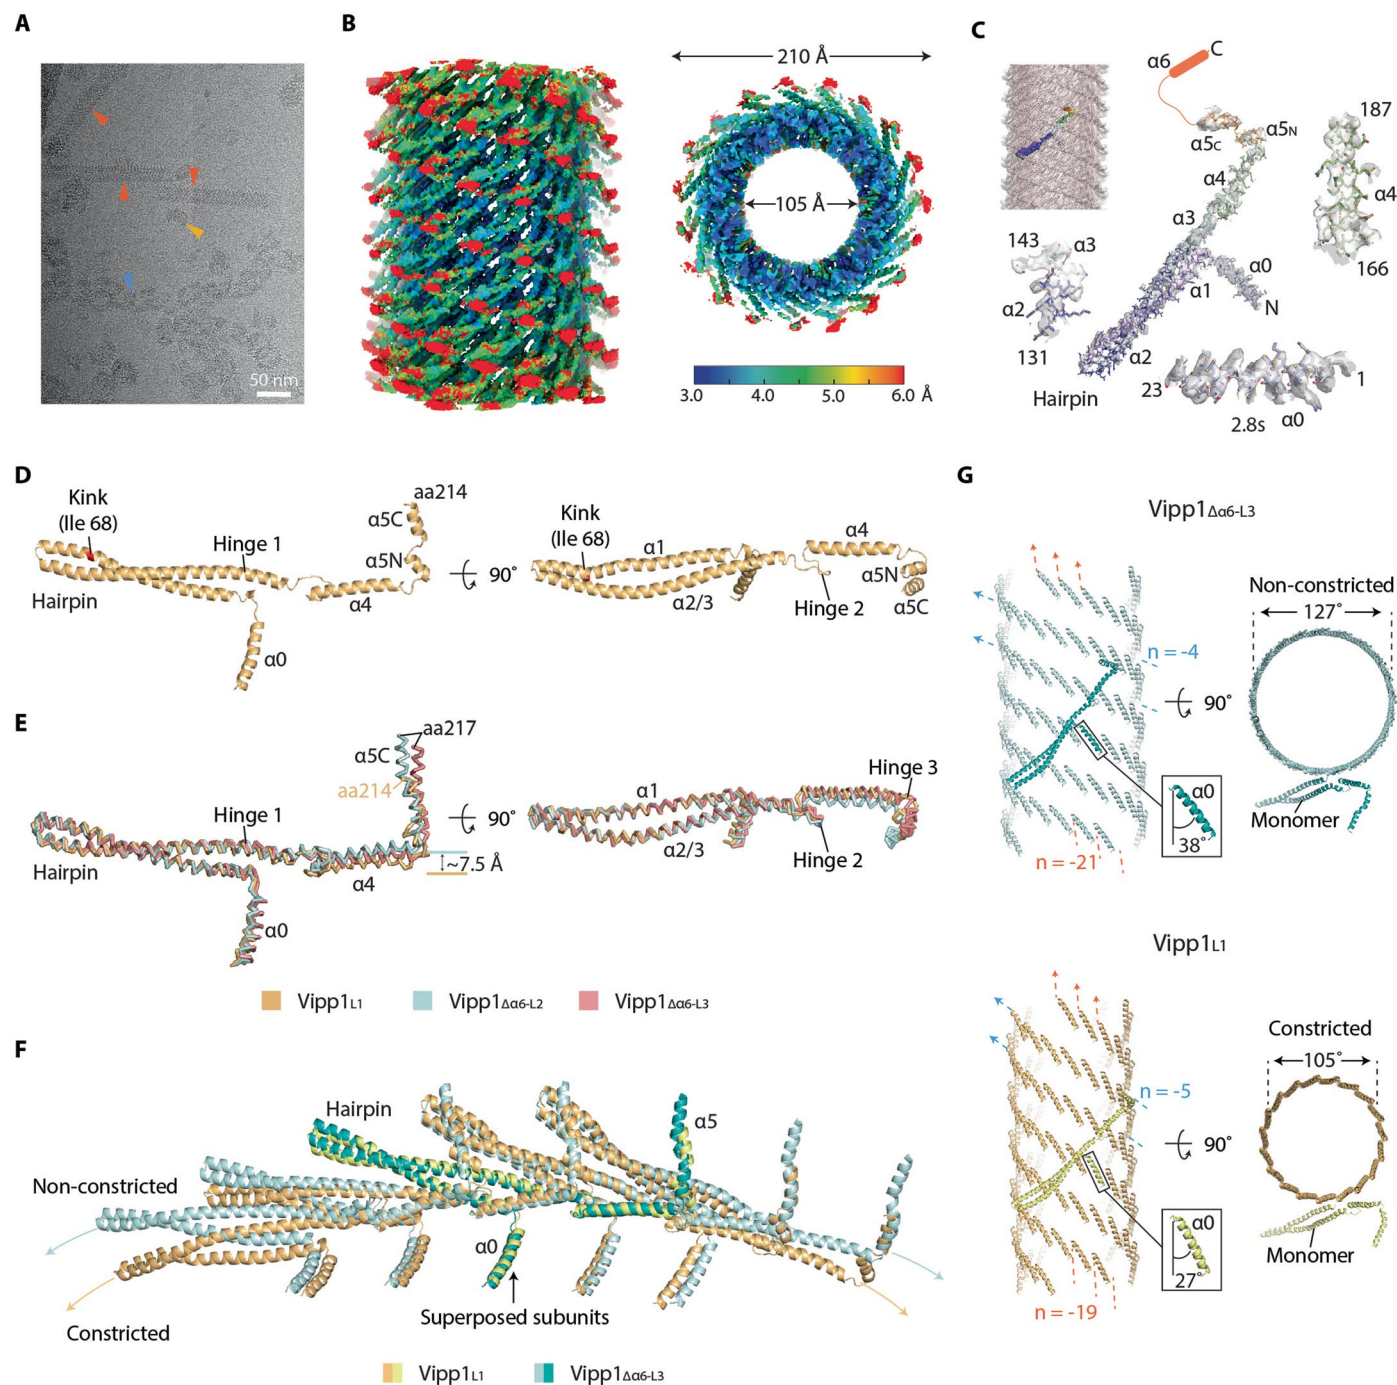 A
50 nm
B
210 Å
105 Å
3.0 4.0 5.0 6.0 Å
C
α6
C
α5C
α5N
187
α4
166
α4
α3
143
α3
α2
131
α0
N
α1
α2
Hairpin
23
1
2.8s
α0
D
Kink
(Ile 68)
Hairpin
Hinge 1
aa214
α5C
α5N
α4
α0
90°
Kink
(Ile 68)
α1
α2/3
α4
Hinge 2
α5N
α5C
E
Hairpin
Hinge 1
aa217
α5C
aa214
~7.5 Å
α4
α0
90°
α1
α2/3
Hinge 3
Hinge 2
Vipp1L1 Vipp1Δα6-L2 Vipp1Δα6-L3
F
Hairpin
α5
Non-constricted
α0
Constricted
Superposed subunits
Vipp1L1 Vipp1Δα6-L3
G
Vipp1Δα6-L3
n = -4
90°
α0
38°
n = -21
Non-constricted
127°
Monomer
Vipp1L1
n = -5
90°
α0
27°
n = -19
Constricted
105°
Monomer